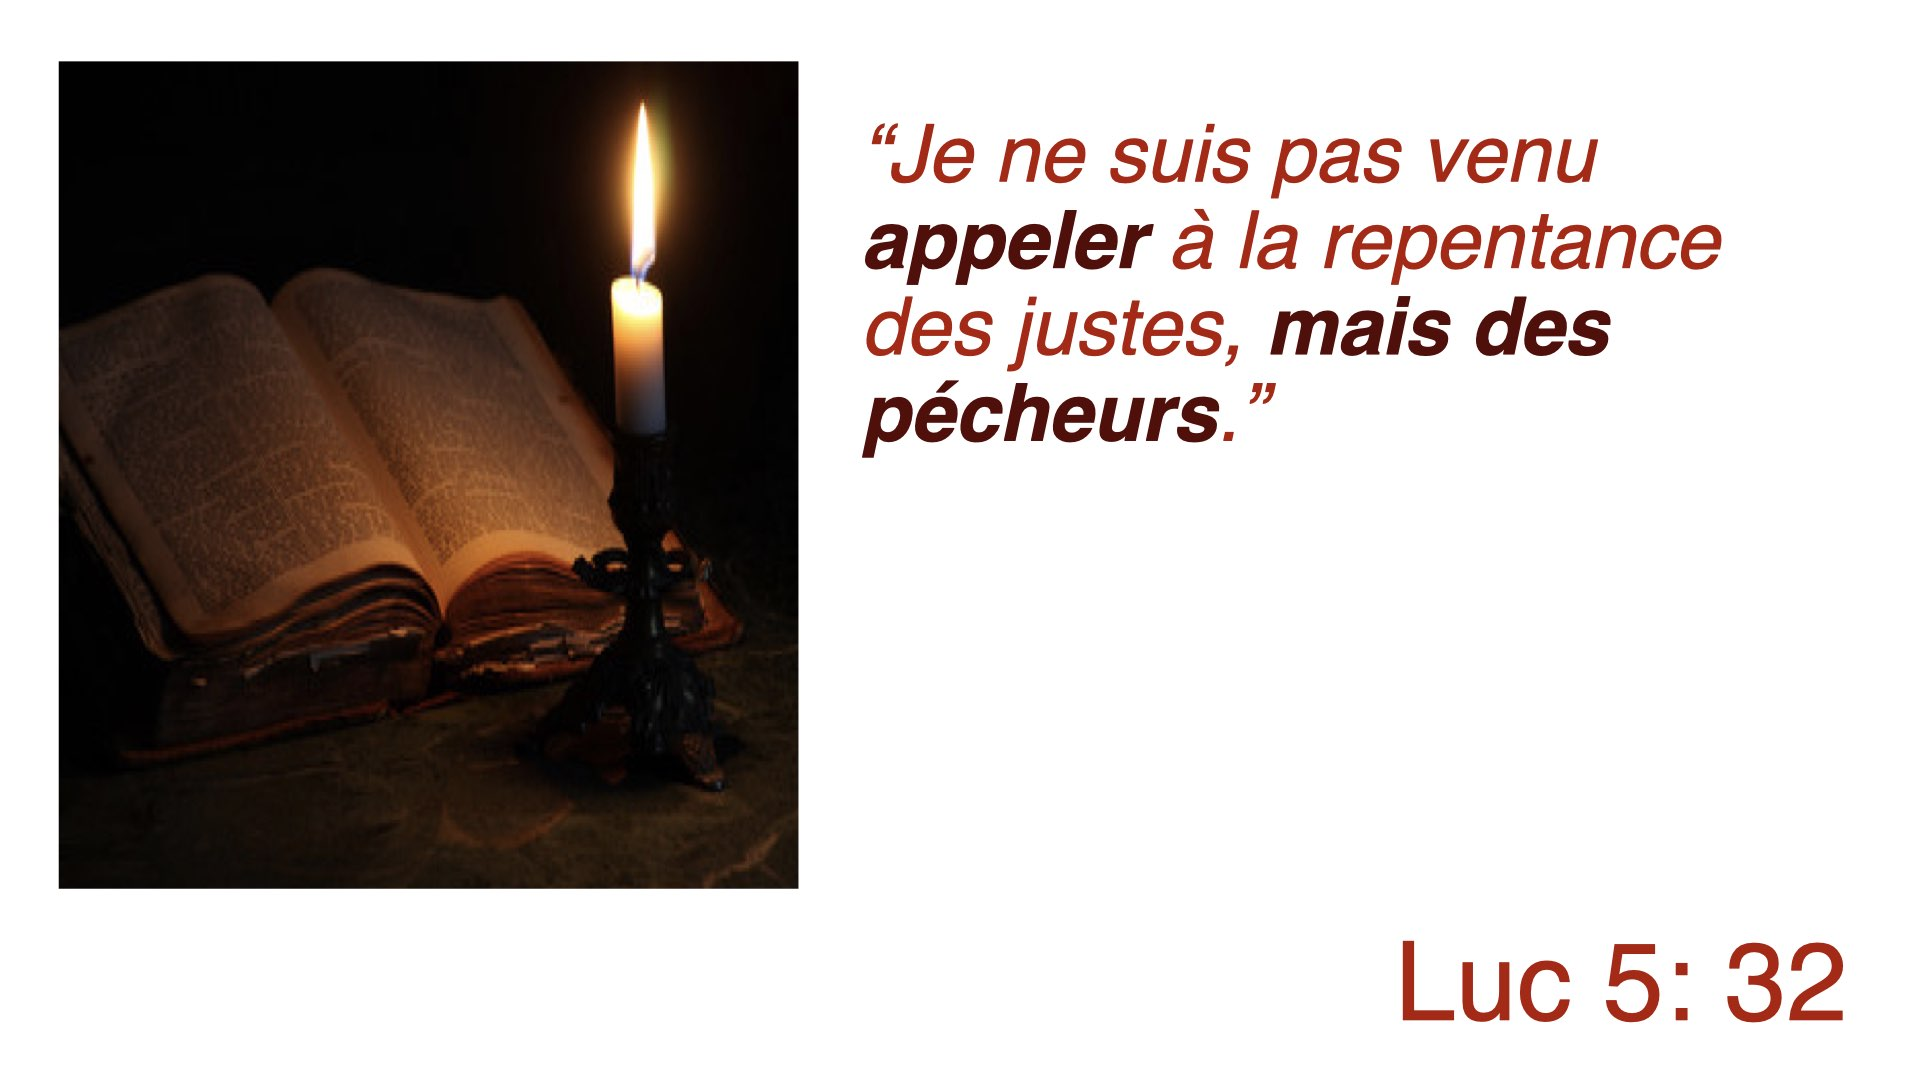 “Je ne suis pas venu
appeler à la repentance
des justes, mais des
pécheurs.”
Luc 5: 32